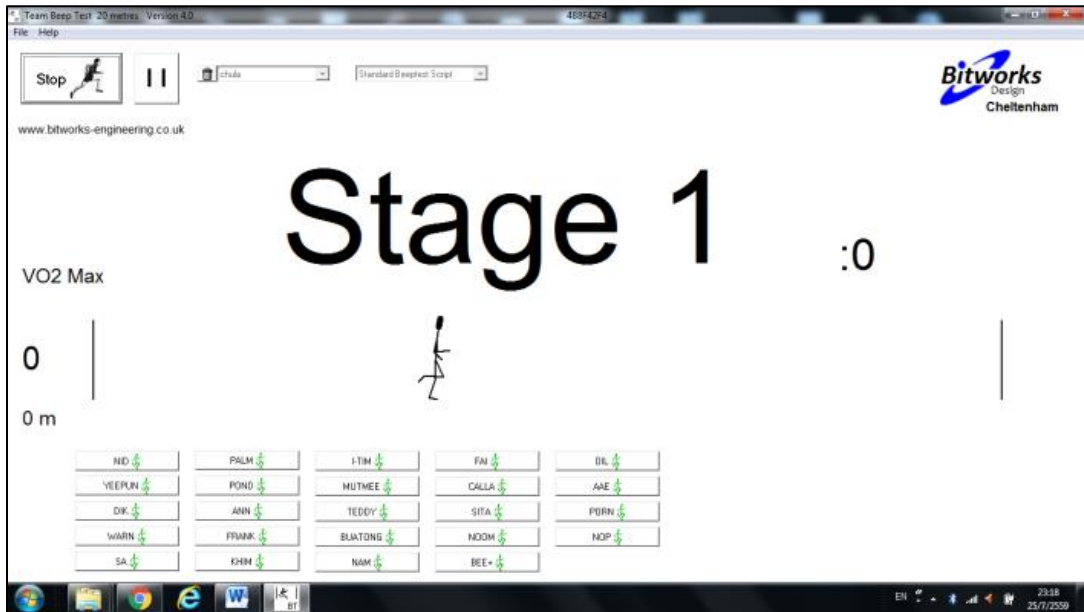 Team Beep Test 20 metres Version 4.0 4B8F42F4
File Help
Stop
chula
Standard Beeptest Script
Bitworks
Design
Cheltenham
www.bitworks-engineering.co.uk
Stage 1
:0
VO2 Max
0
0 m
NID PALM I-TIM FAI OIL
YEEPUN POND MUTMEE CALLA AAE
DIK ANN TEDDY SITA PORN
WARN FRANK BUATONG NOOM NOP
SA KHIM NAM BEE+
W
BT
EN 23:18
25/7/2559